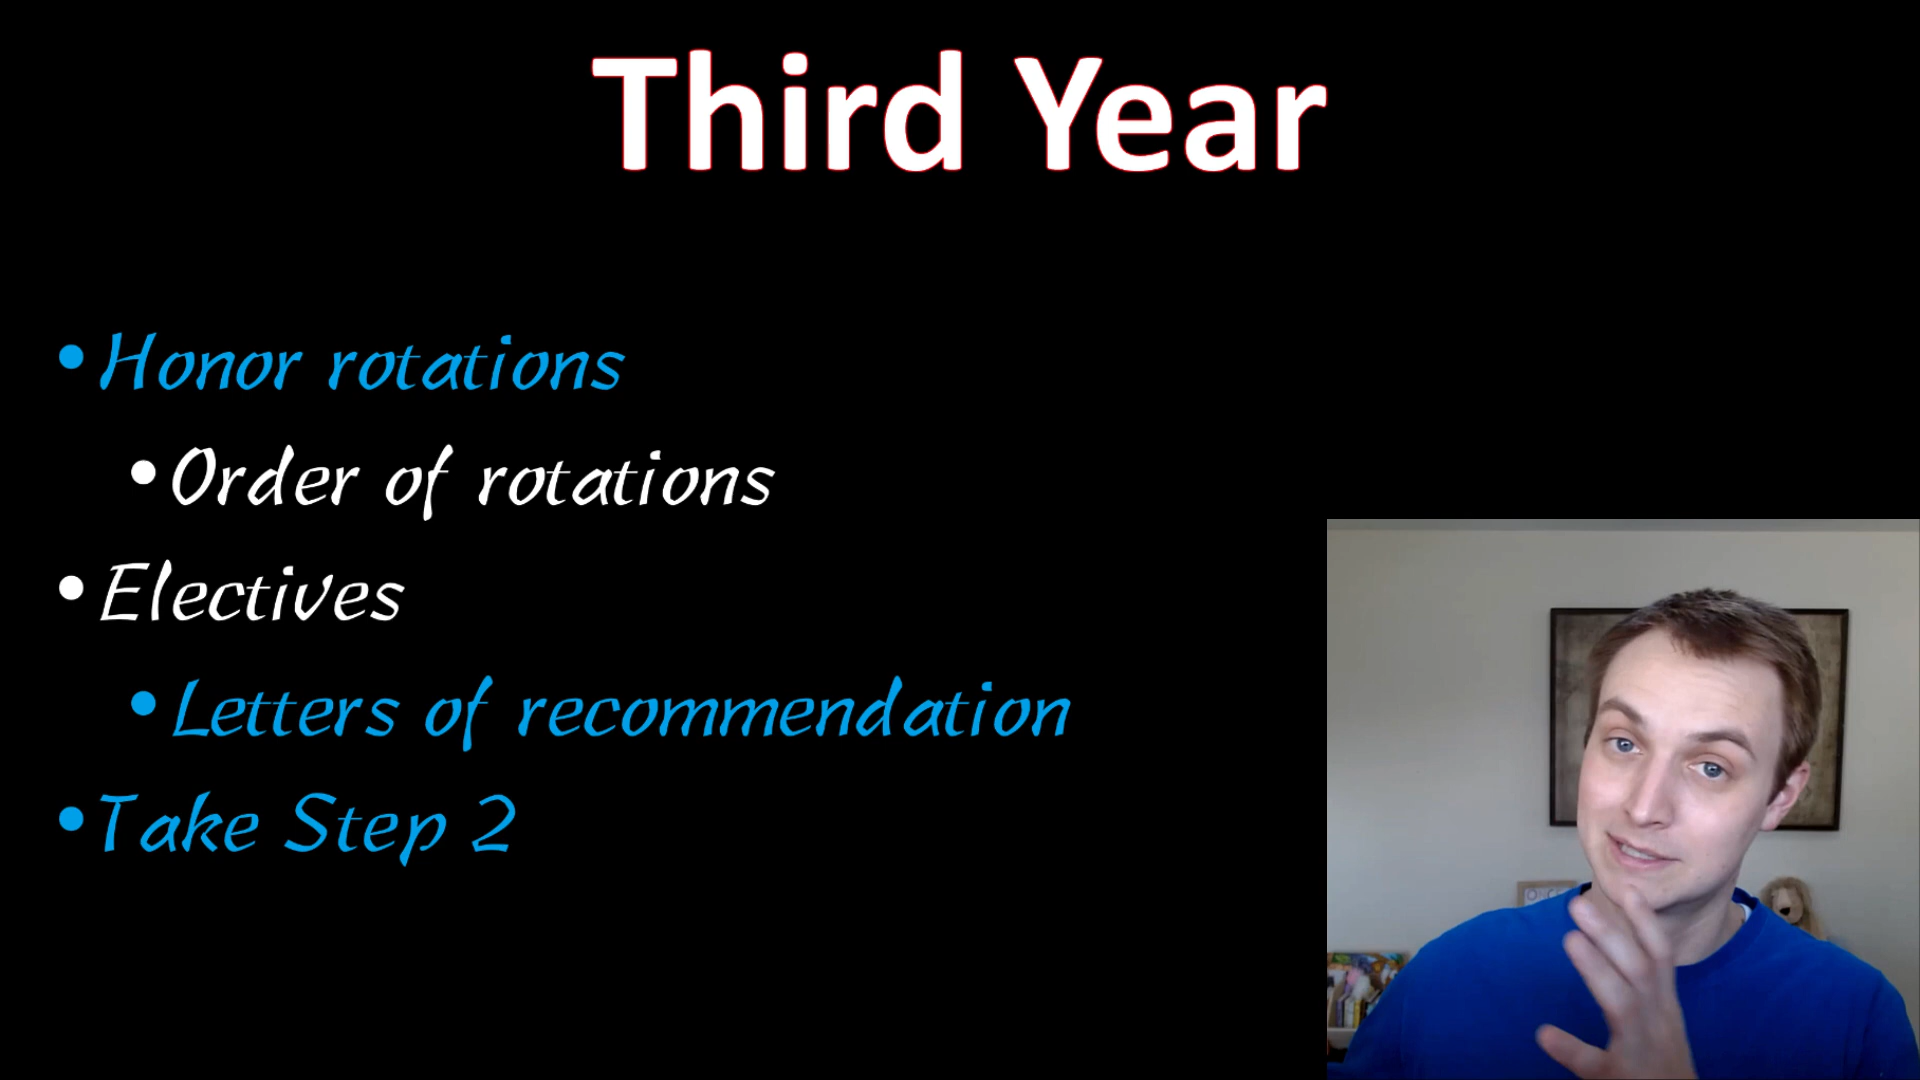 Third Year
• Honor rotations
• Order of rotations
• Electives
• Letters of recommendation
• Take Step 2